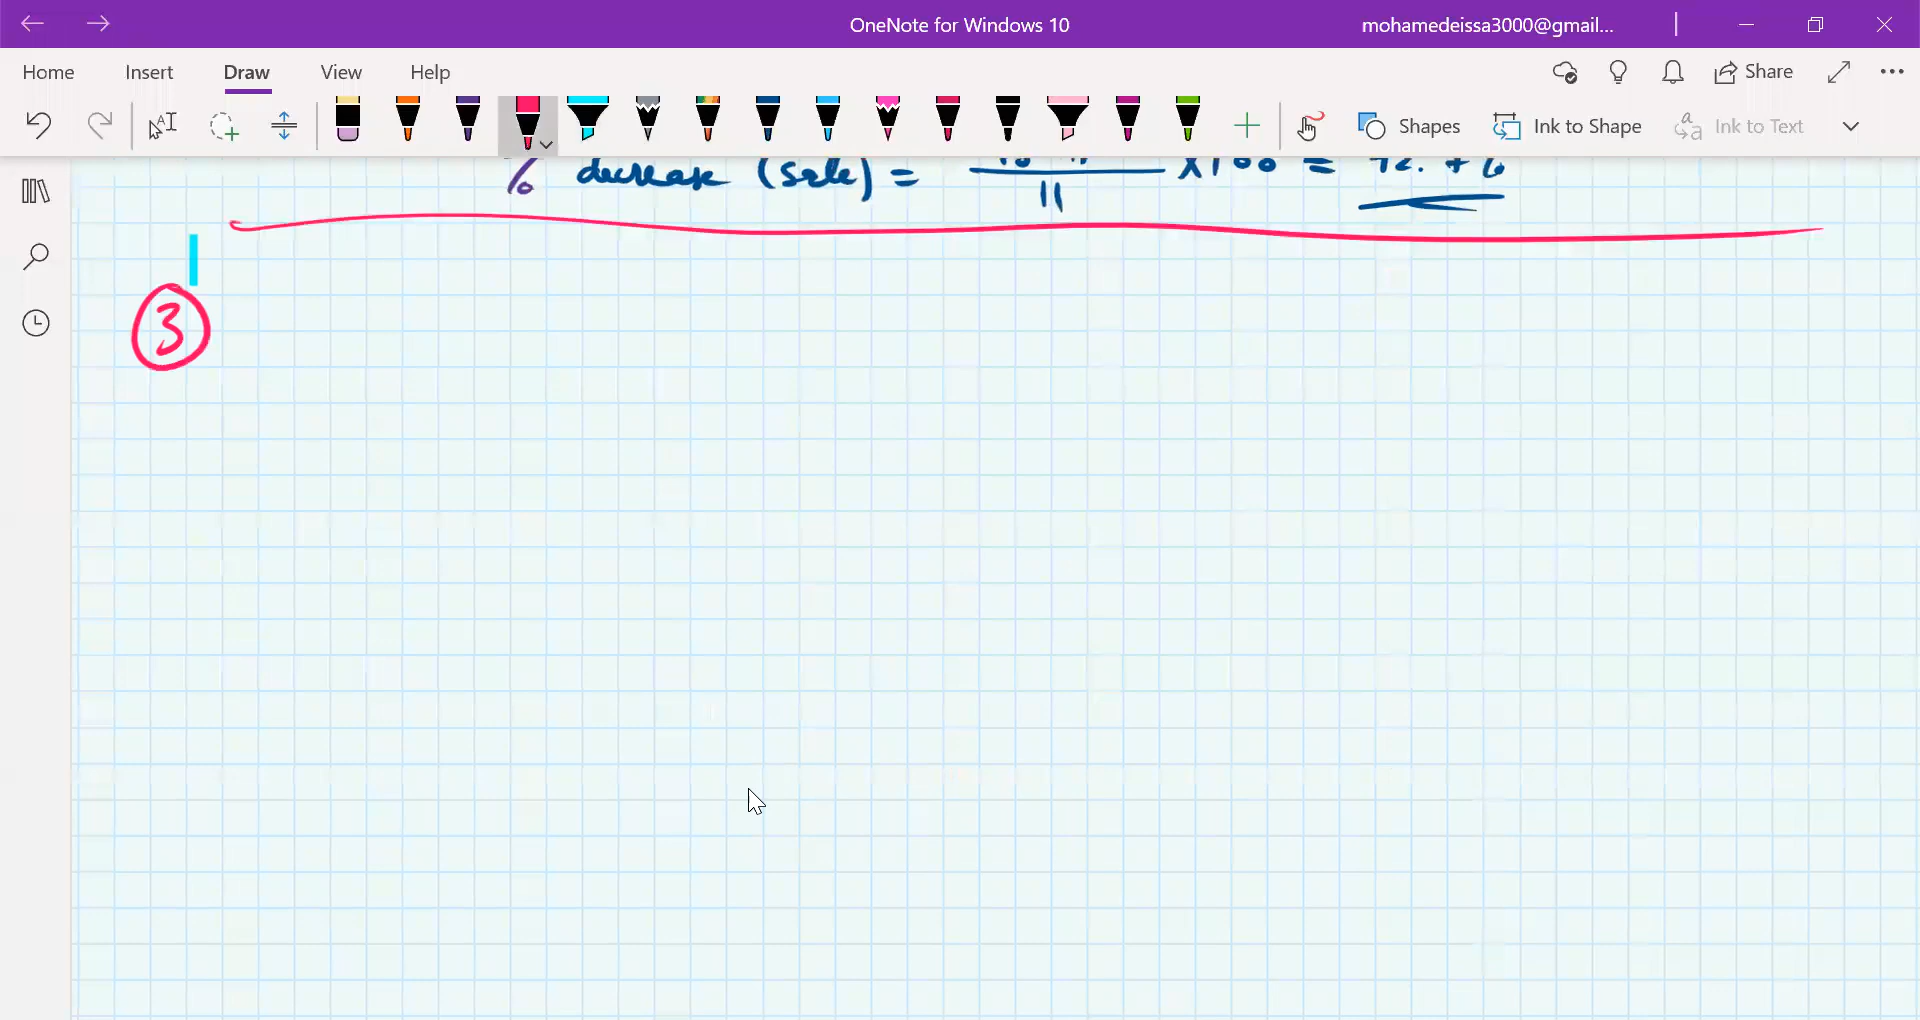 OneNote for Windows 10 mohamedeissa3000@gmail...
Home Insert Draw View Help Share
Shapes Ink to Shape Ink to Text
% decrease (sale) = 11 x100 =
3